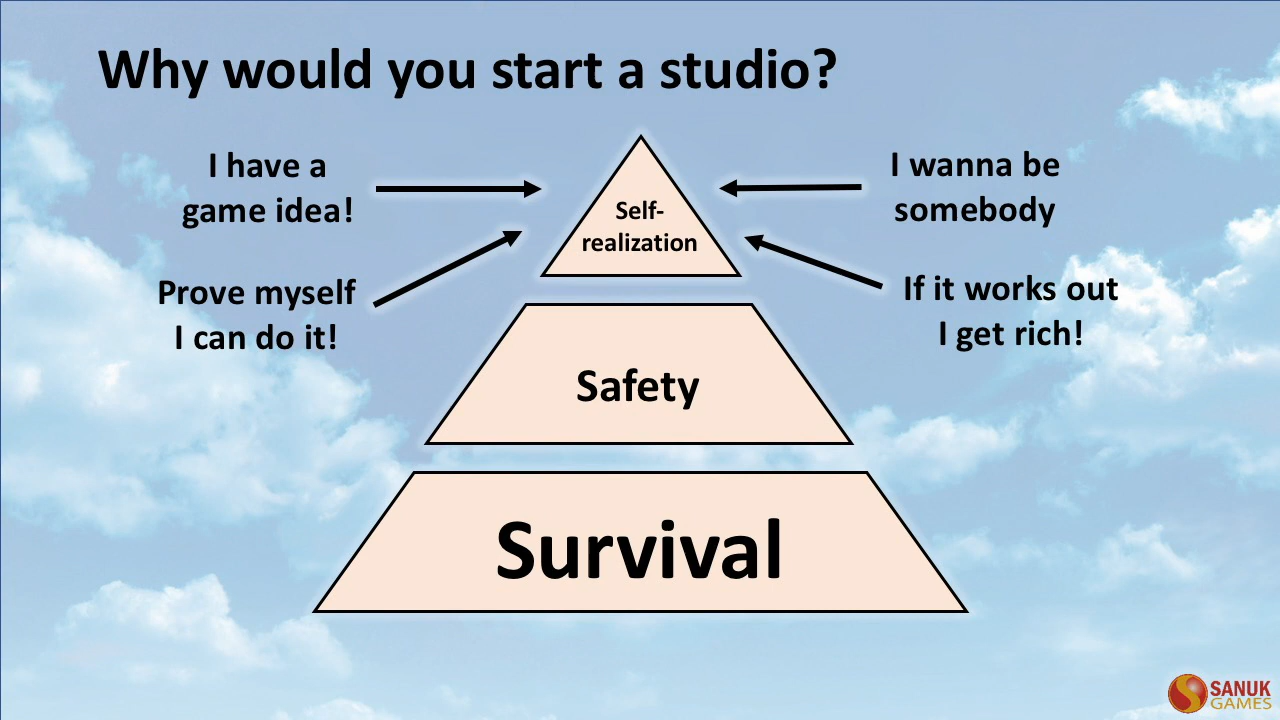 Why would you start a studio?
I have a
game idea!
I wanna be
somebody
Self-
realization
Prove myself
I can do it!
If it works out
I get rich!
Safety
Survival
SANUK
GAMES